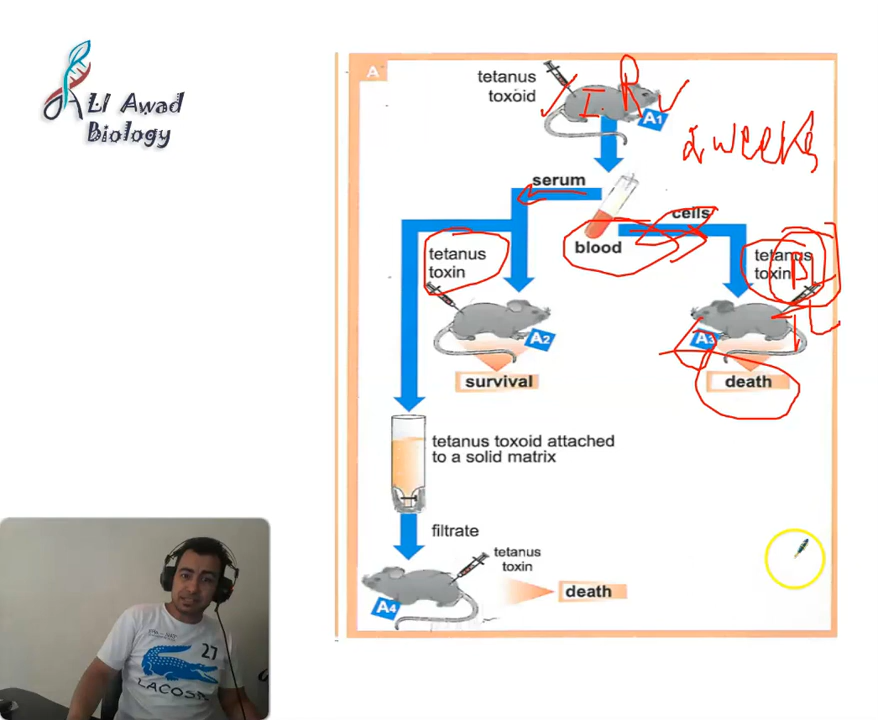 ALI Awad
Biology
A
tetanus
toxoid
I.R
A1
2 weeks
serum
cells
blood
tetanus
toxin
tetanus
toxin
B
A2
A3
survival
death
tetanus toxoid attached
to a solid matrix
filtrate
tetanus
toxin
A4
death
27
LACOSA